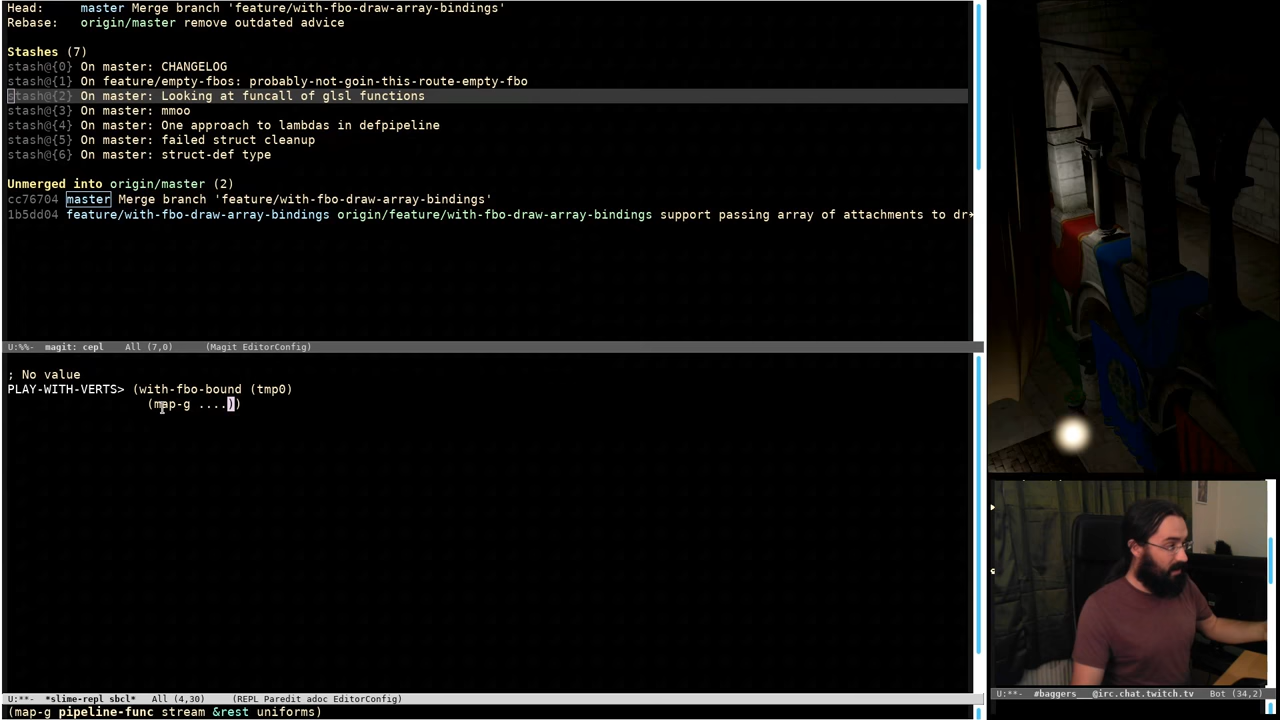 Head:     master Merge branch 'feature/with-fbo-draw-array-bindings'
Rebase:   origin/master remove outdated advice
Stashes (7)
stash@{0} On master: CHANGELOG
stash@{1} On feature/empty-fbos: probably-not-goin-this-route-empty-fbo
stash@{2} On master: Looking at funcall of glsl functions
stash@{3} On master: mmoo
stash@{4} On master: One approach to lambdas in defpipeline
stash@{5} On master: failed struct cleanup
stash@{6} On master: struct-def type
Unmerged into origin/master (2)
cc76704 master Merge branch 'feature/with-fbo-draw-array-bindings'
1b5dd04 feature/with-fbo-draw-array-bindings origin/feature/with-fbo-draw-array-bindings support passing array of attachments to dr
U:%%-  magit: cepl    All (7,0)      (Magit EditorConfig)
; No value
PLAY-WITH-VERTS> (with-fbo-bound (tmp0)
(map-g ....))
U:**-  *slime-repl sbcl*   All (4,30)     (REPL Paredit adoc EditorConfig)
U:**-  #baggers___@irc.chat.twitch.tv   Bot (34,2)
(map-g pipeline-func stream &rest uniforms)